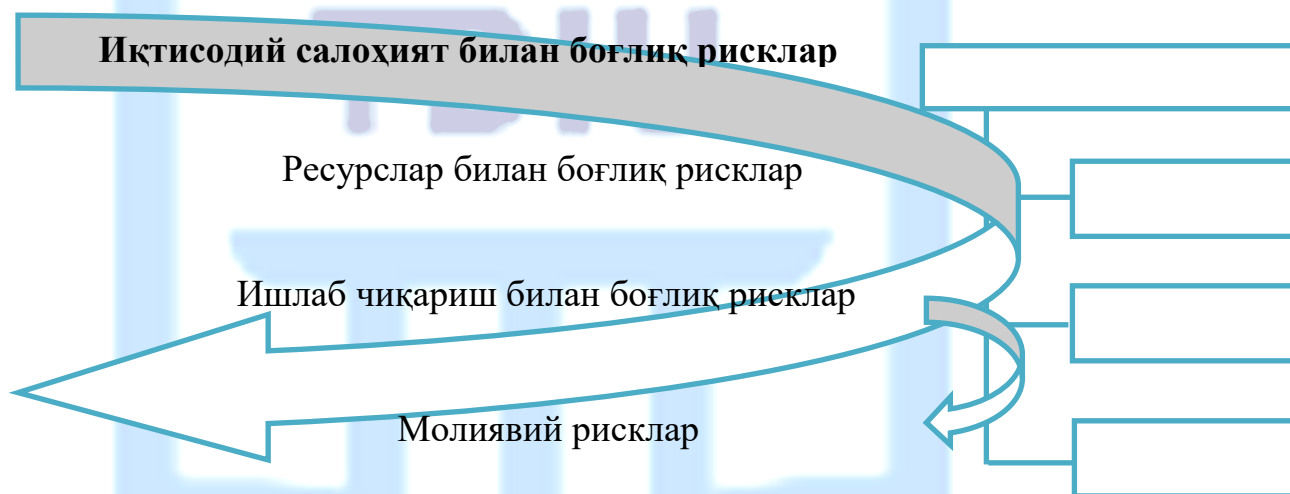 Иқтисодий салоҳият билан боғлиқ рисклар
Ресурслар билан боғлиқ рисклар
Ишлаб чиқариш билан боғлиқ рисклар
Молиявий рисклар